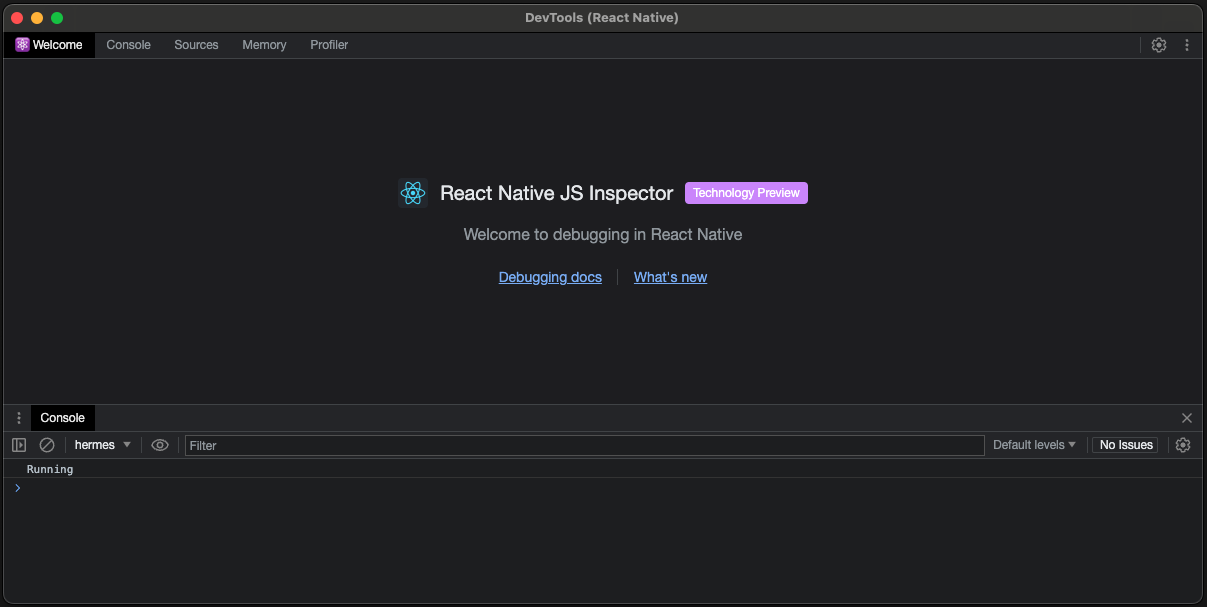 DevTools (React Native)
Welcome Console Sources Memory Profiler
React Native JS Inspector Technology Preview
Welcome to debugging in React Native
Debugging docs What's new
Console
hermes Filter Default levels No Issues
Running